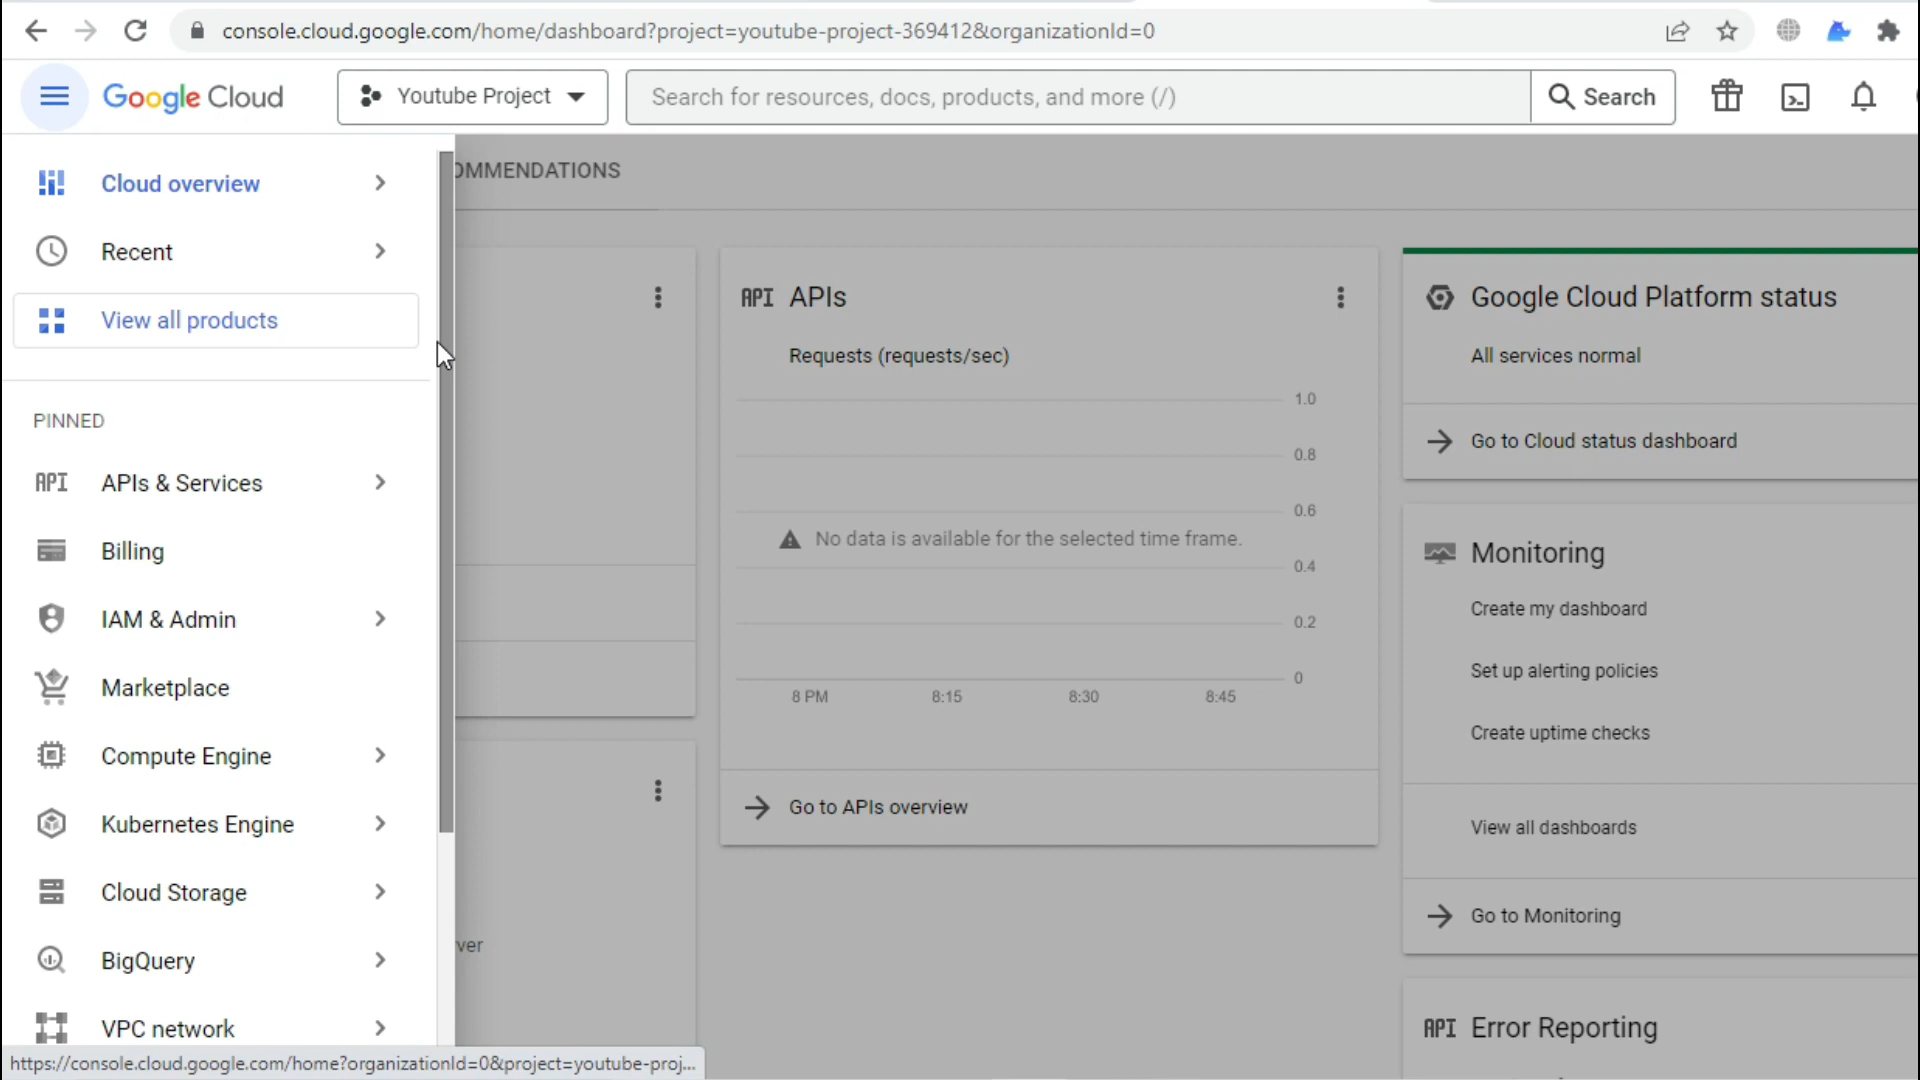 console.cloud.google.com/home/dashboard?project=youtube-project-369412&organizationId=0
Google Cloud
Youtube Project
Search for resources, docs, products, and more (/)
Search
Cloud overview
Recent
View all products
PINNED
API APIs & Services
Billing
IAM & Admin
Marketplace
Compute Engine
Kubernetes Engine
Cloud Storage
BigQuery
VPC network
OMMENDATIONS
ver
API APIs
Requests (requests/sec)
1.0
0.8
0.6
No data is available for the selected time frame.
0.4
0.2
0
8 PM 8:15 8:30 8:45
Go to APIs overview
Google Cloud Platform status
All services normal
Go to Cloud status dashboard
Monitoring
Create my dashboard
Set up alerting policies
Create uptime checks
View all dashboards
Go to Monitoring
API Error Reporting
https://console.cloud.google.com/home?organizationId=0&project=youtube-proj...